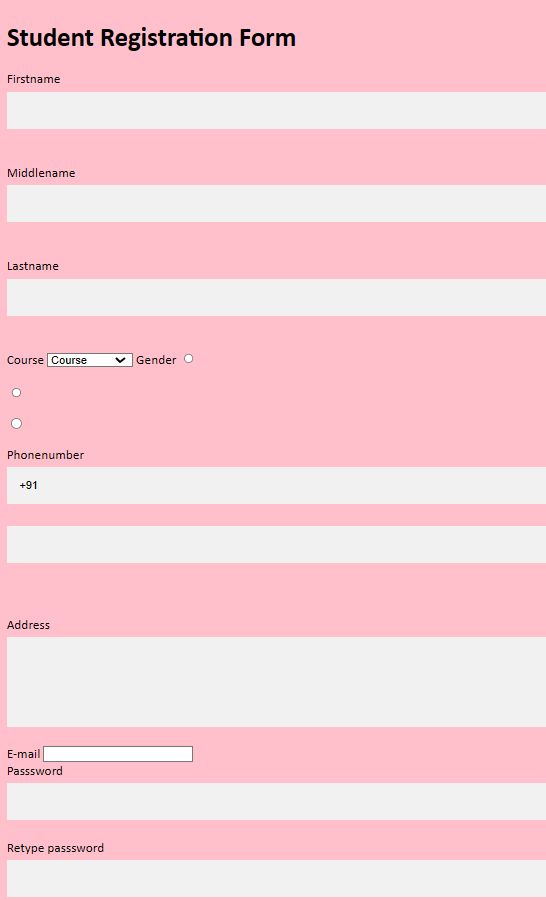 Student Registration Form
Firstname
Middlename
Lastname
Course Course Gender
Phonenumber
+91
Address
E-mail
Passsword
Retype passsword